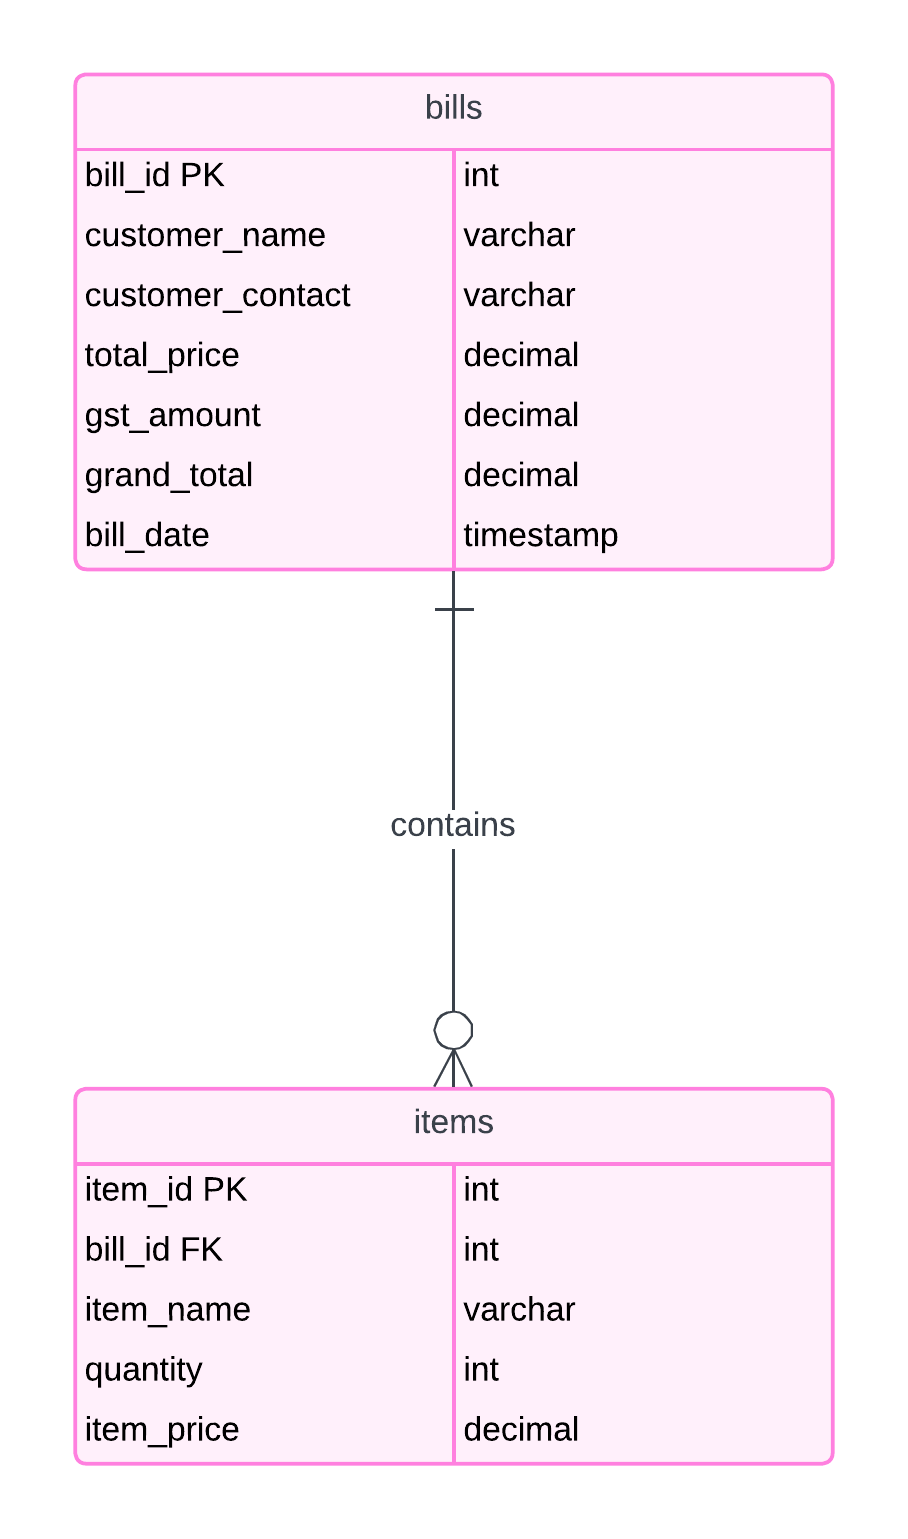 bills
bill_id PK int
customer_name varchar
customer_contact varchar
total_price decimal
gst_amount decimal
grand_total decimal
bill_date timestamp
contains
items
item_id PK int
bill_id FK int
item_name varchar
quantity int
item_price decimal